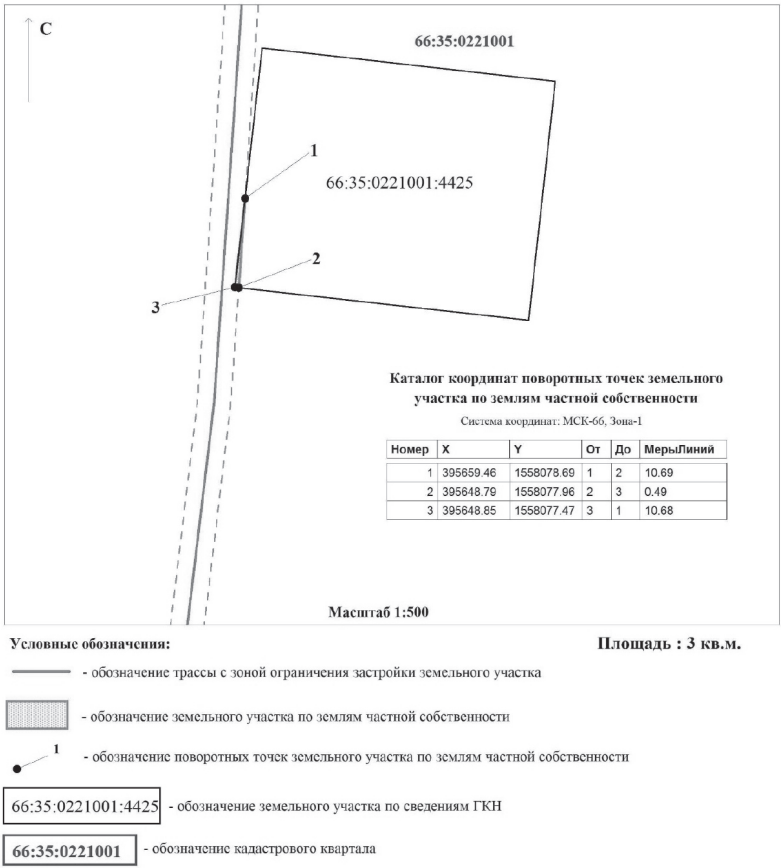 С
66:35:0221001
1
66:35:0221001:4425
2
3
Каталог координат поворотных точек земельного
участка по землям частной собственности
Система координат: МСК-66, Зона-1
Номер X Y От До МерыЛиний
1 395659.46 1558078.69 1 2 10.69
2 395648.79 1558077.96 2 3 0.49
3 395648.85 1558077.47 3 1 10.68
Масштаб 1:500
Условные обозначения: Площадь : 3 кв.м.
- обозначение трассы с зоной ограничения застройки земельного участка
- обозначение земельного участка по землям частной собственности
1 - обозначение поворотных точек земельного участка по землям частной собственности
66:35:0221001:4425 - обозначение земельного участка по сведениям ГКН
66:35:0221001 - обозначение кадастрового квартала